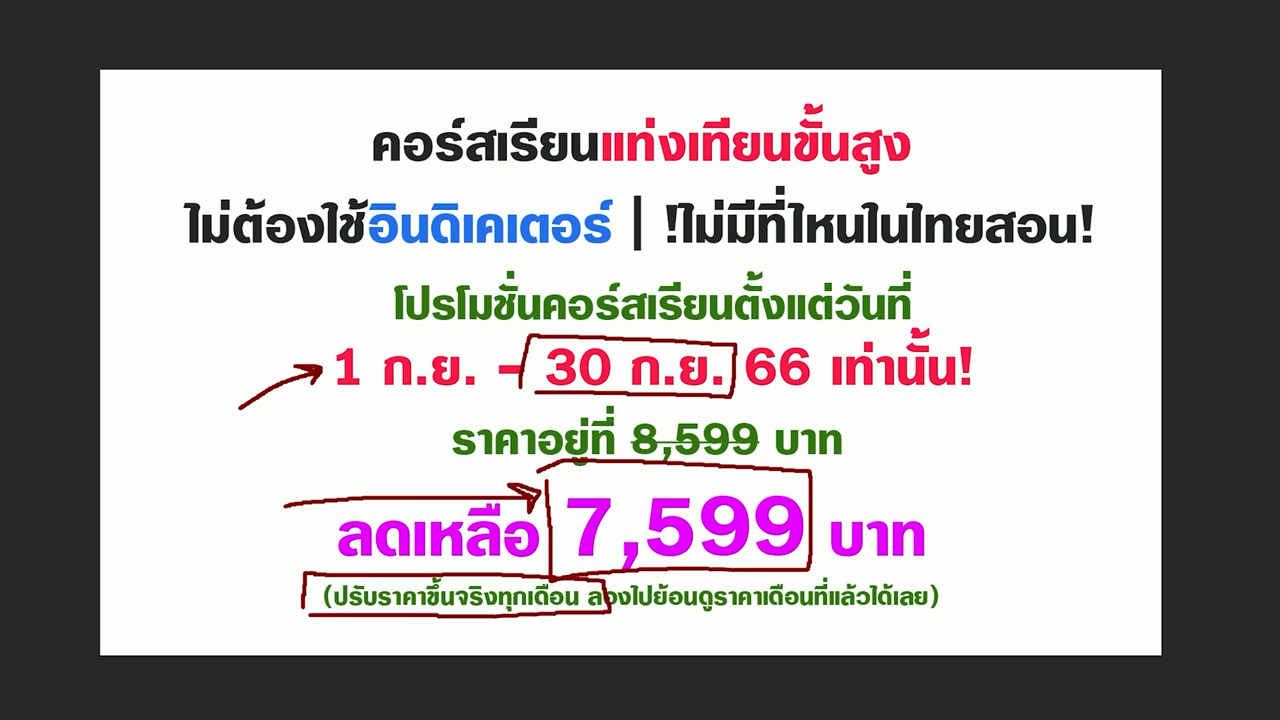 คอร์สเรียนแท่งเทียนขั้นสูง
ไม่ต้องใช้อินดิเคเตอร์ | !ไม่มีที่ไหนในไทยสอน!
โปรโมชั่นคอร์สเรียนตั้งแต่วันที่
1 ก.ย. – 30 ก.ย. 66 เท่านั้น!
ราคาอยู่ที่ 8,599 บาท
ลดเหลือ 7,599 บาท
(ปรับราคาขึ้นจริงทุกเดือน ลองไปย้อนดูราคาเดือนที่แล้วได้เลย)